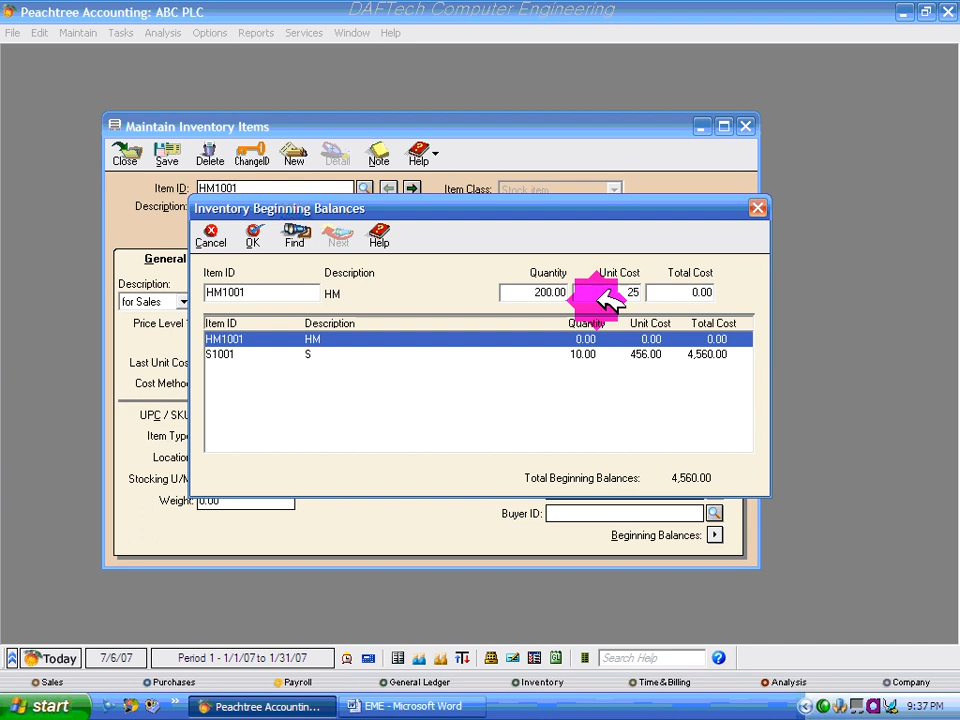 Peachtree Accounting: ABC PLC
DAFTech Computer Engineering
File Edit Maintain Tasks Analysis Options Reports Services Window Help
Maintain Inventory Items
Close Save Delete ChangeID New Detail Note Help
Item ID: HM1001 Item Class: Stock item
Description:
Inventory Beginning Balances
Cancel OK Find Next Help
General
Item ID Description Quantity Unit Cost Total Cost
Description:
HM1001 HM 200.00 25 0.00
for Sales
Price Level
Item ID Description Quantity Unit Cost Total Cost
HM1001 HM 0.00 0.00 0.00
S1001 S 10.00 456.00 4,560.00
Last Unit Cos
Cost Metho
UPC / SKU
Item Typ
Locatio
Stocking U/M
Total Beginning Balances: 4,560.00
Weight: 0.00
Buyer ID:
Beginning Balances:
Today 7/6/07 Period 1 - 1/1/07 to 1/31/07 Search Help
Sales Purchases Payroll General Ledger Inventory Time & Billing Analysis Company
start Peachtree Accountin... EME - Microsoft Word 9:37 PM